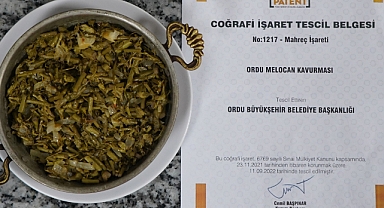 PATENT
COĞRAFİ İŞARET TESCİL BELGESİ
No:1217 - Mahreç İşareti
ORDU MELOCAN KAVURMASI
Tescil Ettiren
ORDU BÜYÜKŞEHİR BELEDİYE BAŞKANLIĞI
Bu coğrafi işaret, 6769 sayılı Sınai Mülkiyet Kanunu kapsamında
23.11.2021 tarihinden itibaren korunmak üzere
11.09.2022 tarihinde tescil edilmiştir.
Cemil BAŞPINAR